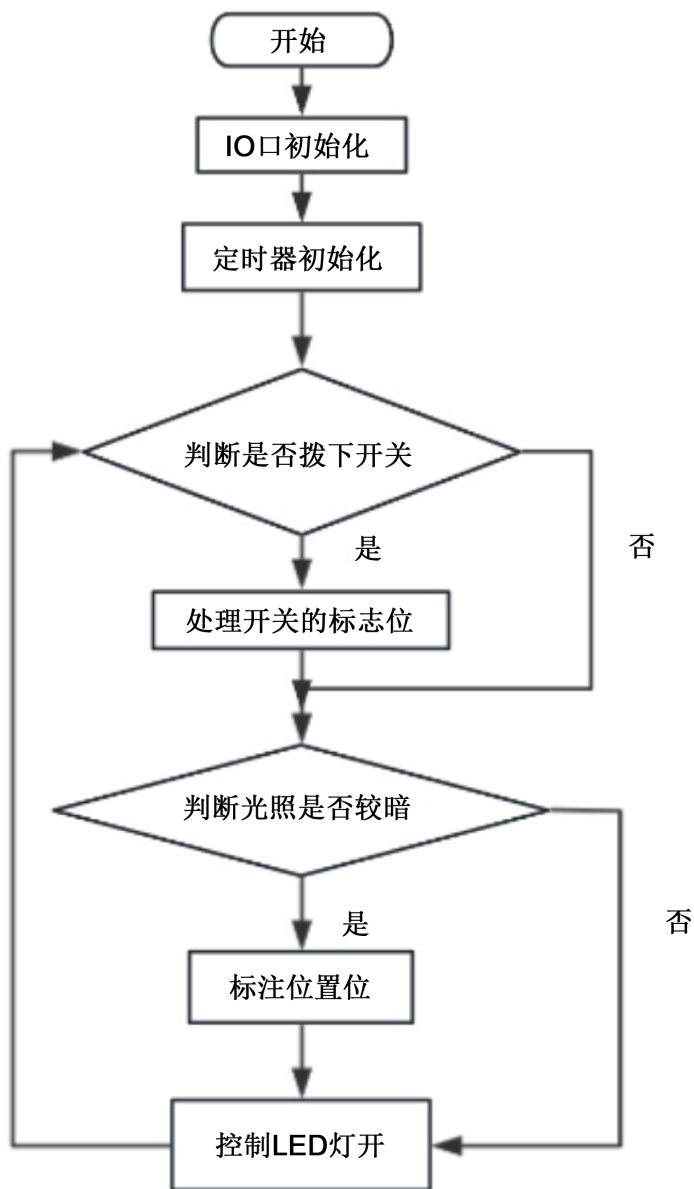 开始
IO口初始化
定时器初始化
判断是否拨下开关
是
否
处理开关的标志位
判断光照是否较暗
是
否
标注位置位
控制LED灯开